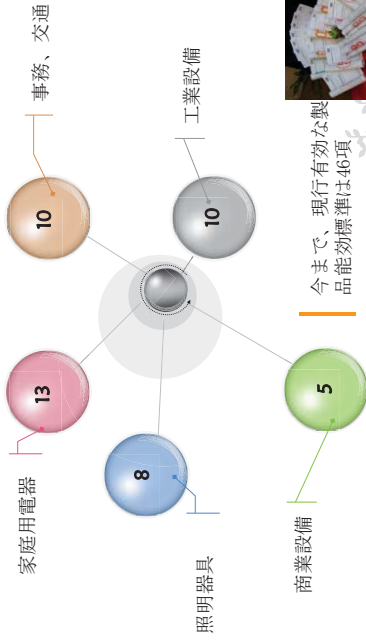 家庭用電器
13
事務、交通
10
照明器具
8
工業設備
10
商業設備
5
今まで、現行有効な製
品能効標準は46項